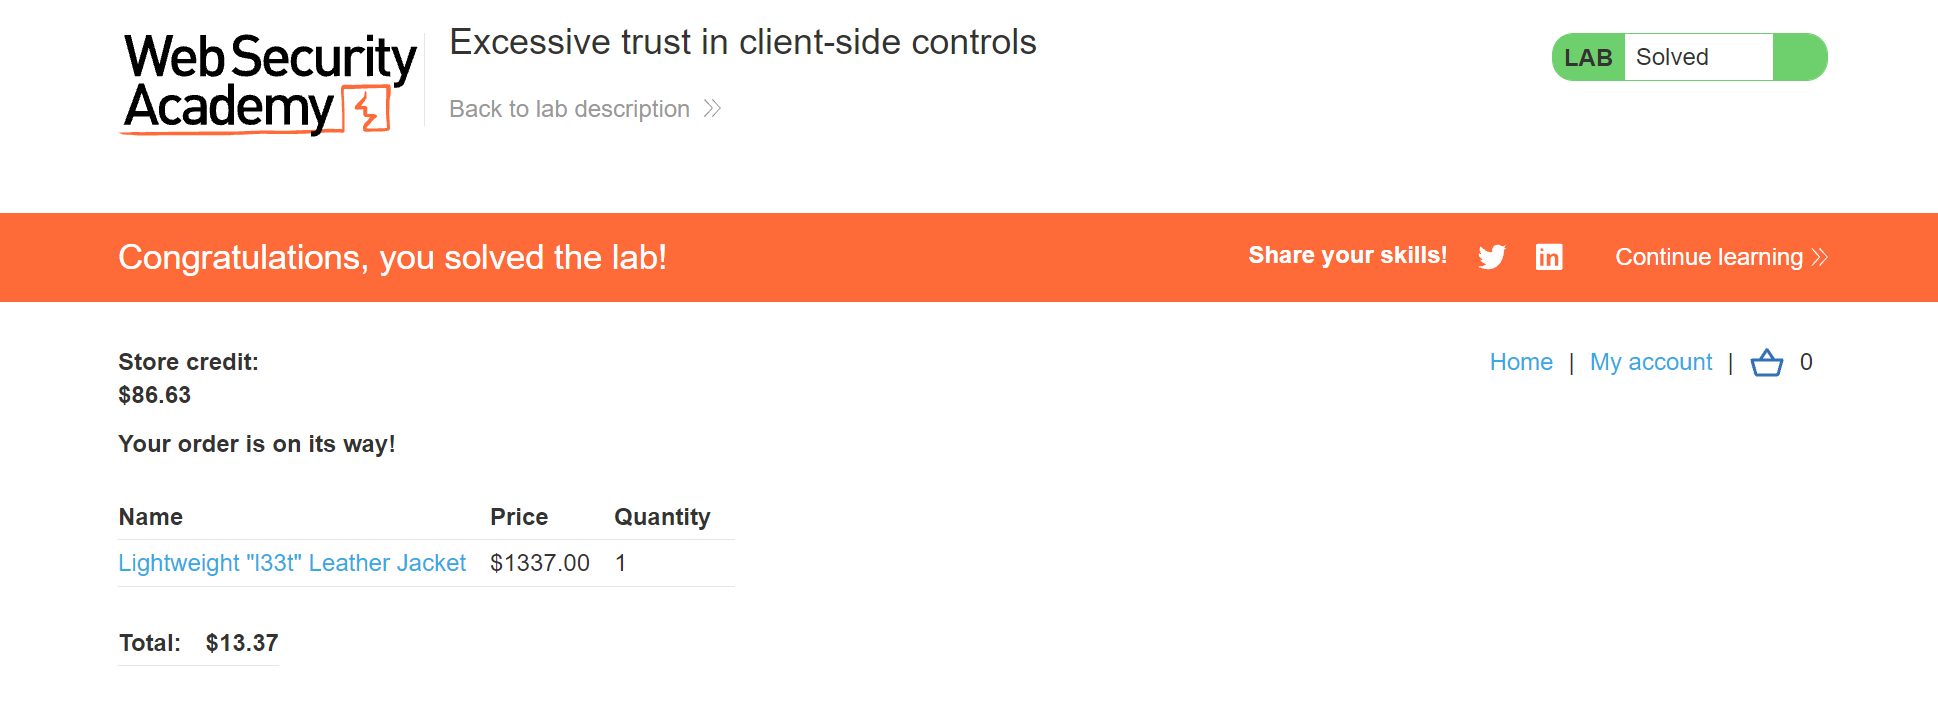 Web Security
Academy
Excessive trust in client-side controls
Back to lab description
LAB Solved
Congratulations, you solved the lab!
Share your skills! Continue learning
Store credit:
$86.63
Home | My account | 0
Your order is on its way!
Name Price Quantity
Lightweight "l33t" Leather Jacket $1337.00 1
Total: $13.37